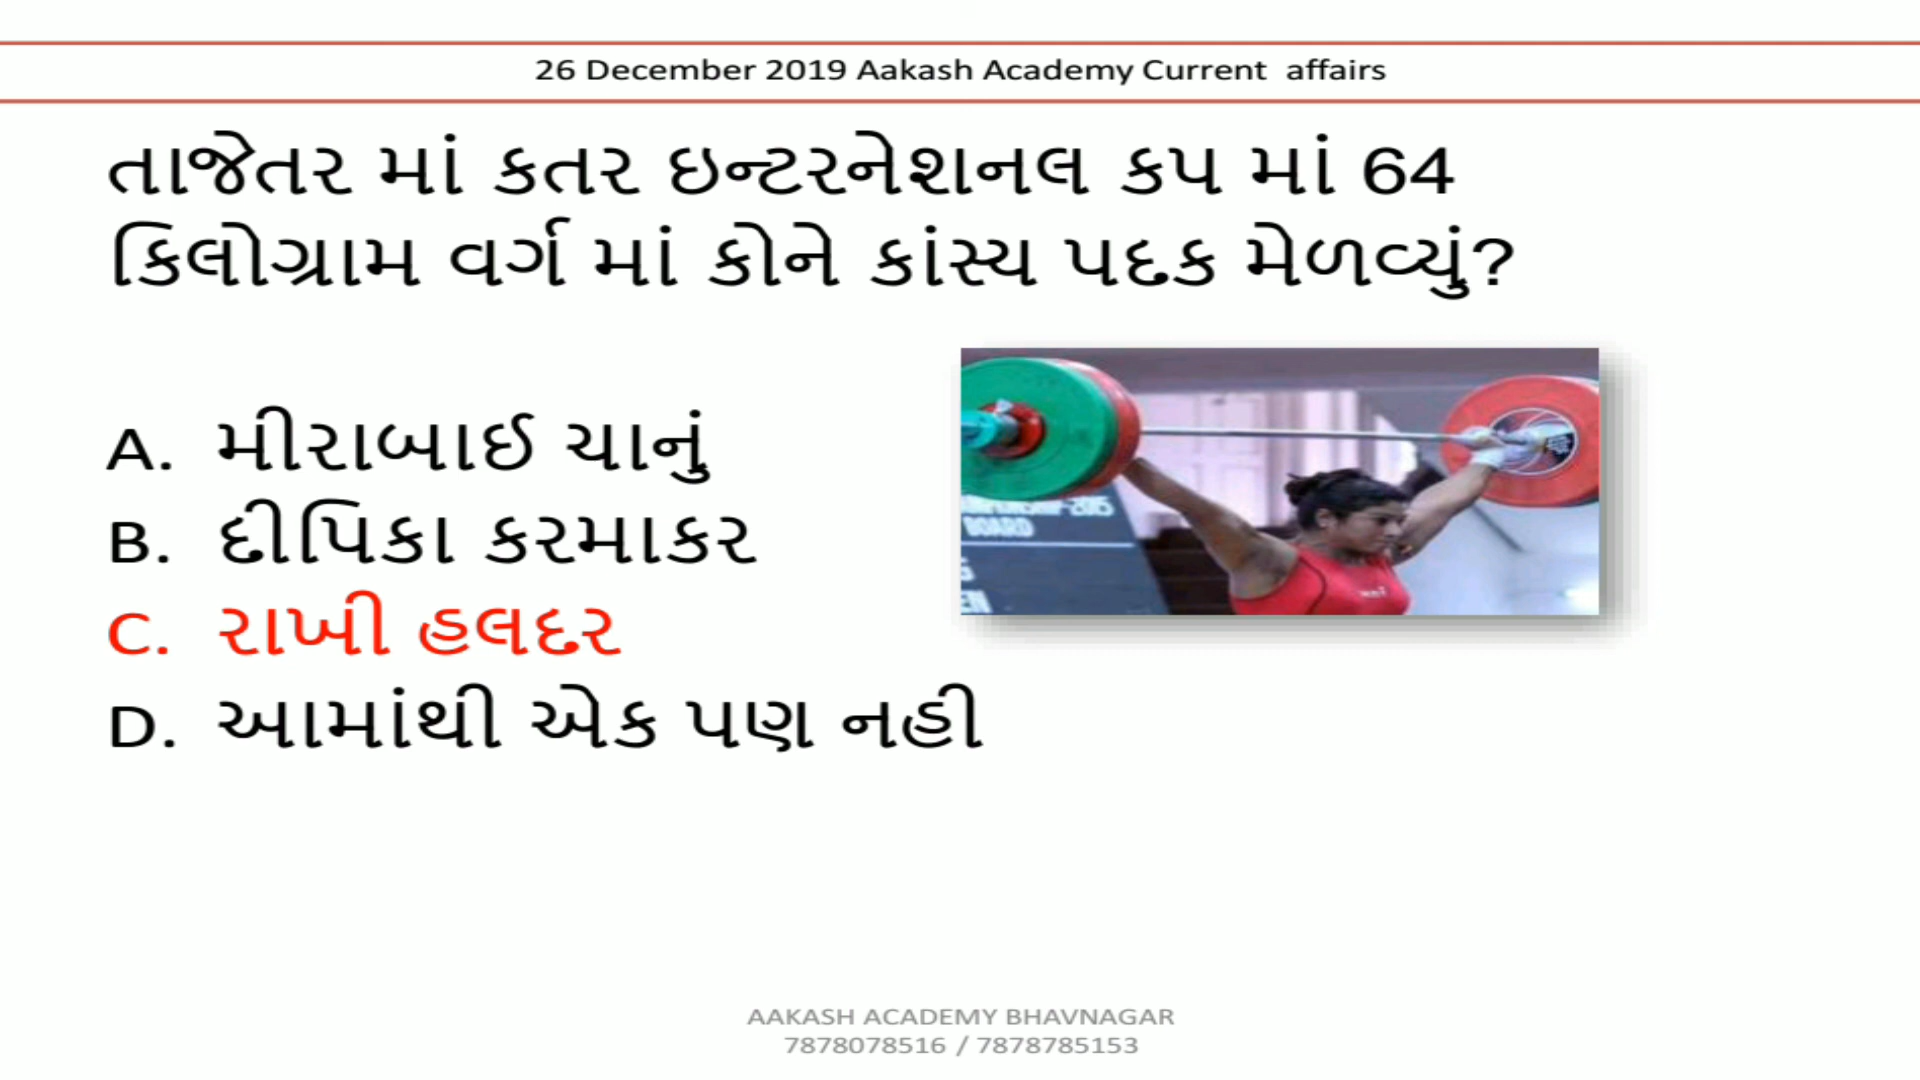 26 December 2019 Aakash Academy Current affairs
તાજેતર માં કતર ઇન્ટરનેશનલ કપ માં 64
કિલોગ્રામ વર્ગ માં કોને કાંસ્ય પદક મેળવ્યું?
A. મીરાબાઈ ચાનું
B. દીપિકા કરમાકર
C. રાખી હલદર
D. આમાંથી એક પણ નહી
BOARD
AAKASH ACADEMY BHAVNAGAR
7878078516 / 7878785153